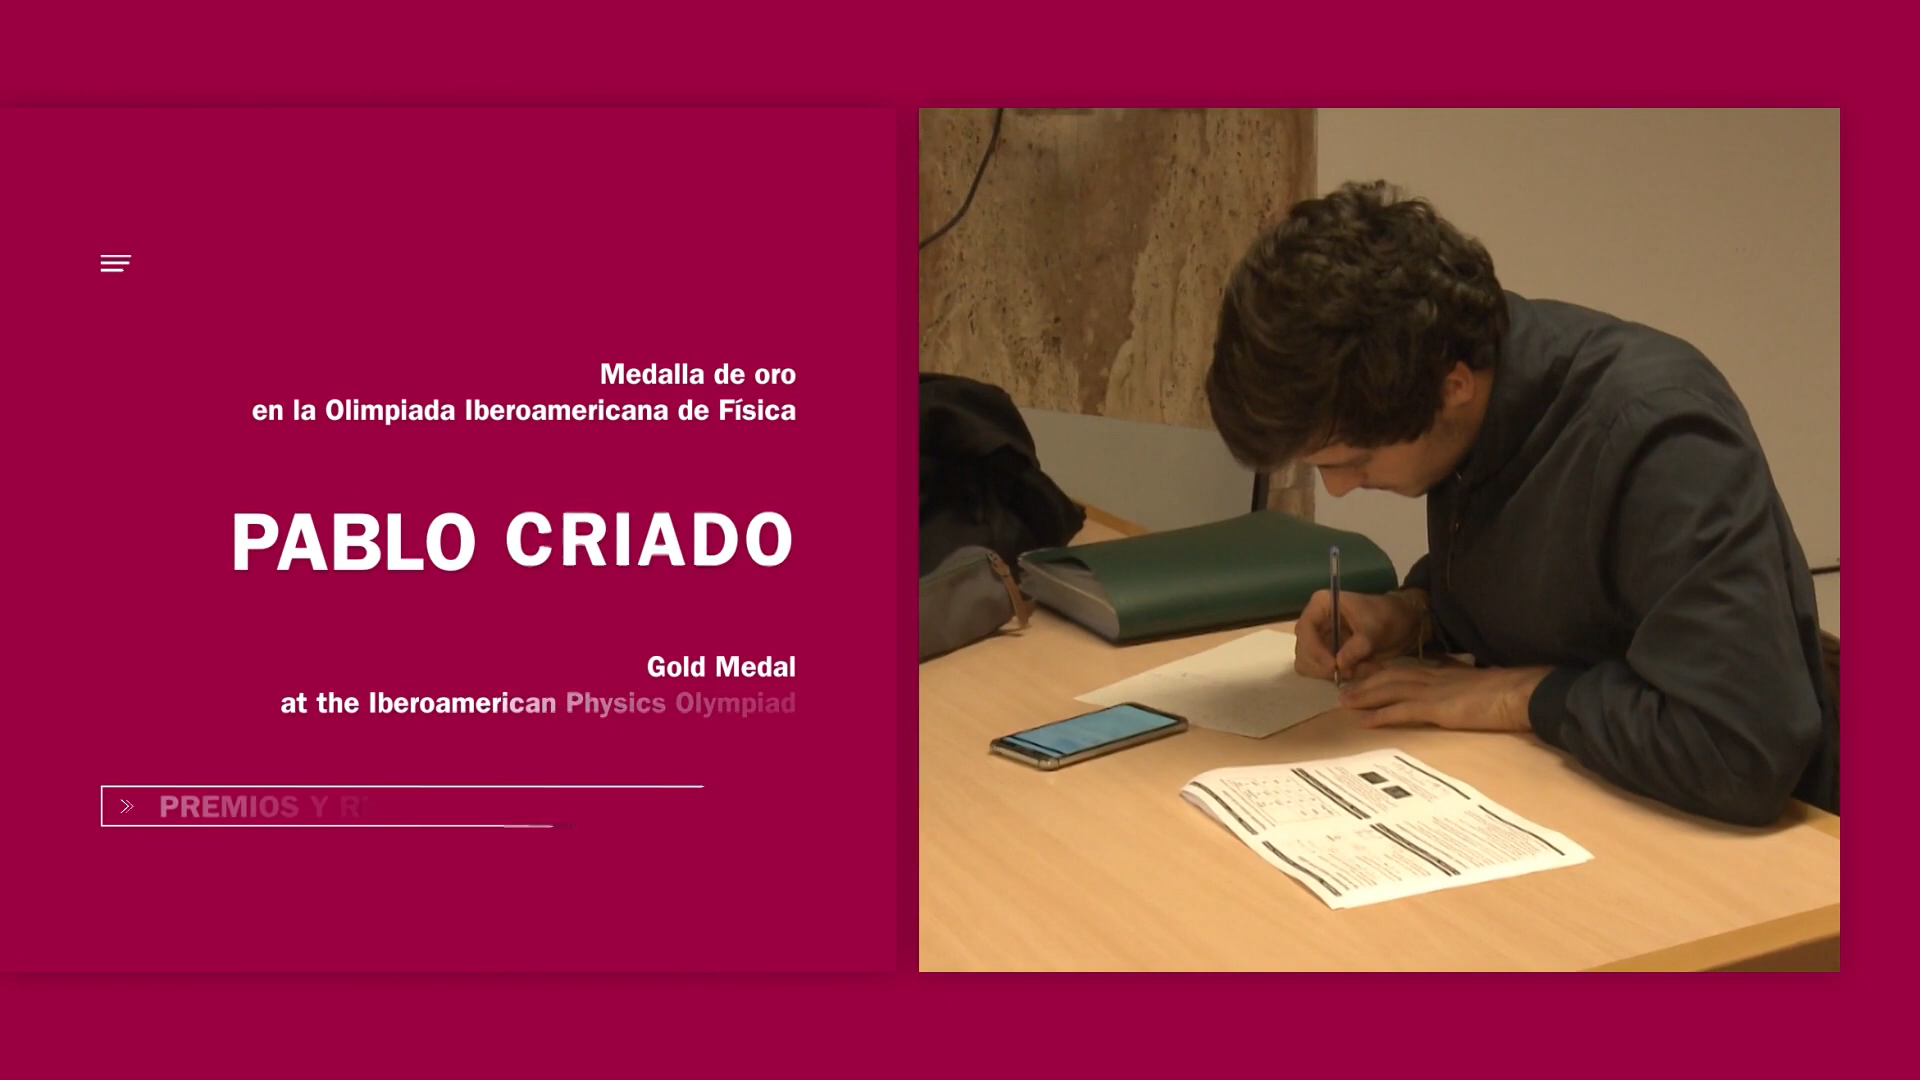 Medalla de oro
en la Olimpiada Iberoamericana de Física
PABLO CRIADO
Gold Medal
at the Iberoamerican Physics Olympiad
PREMIOS Y